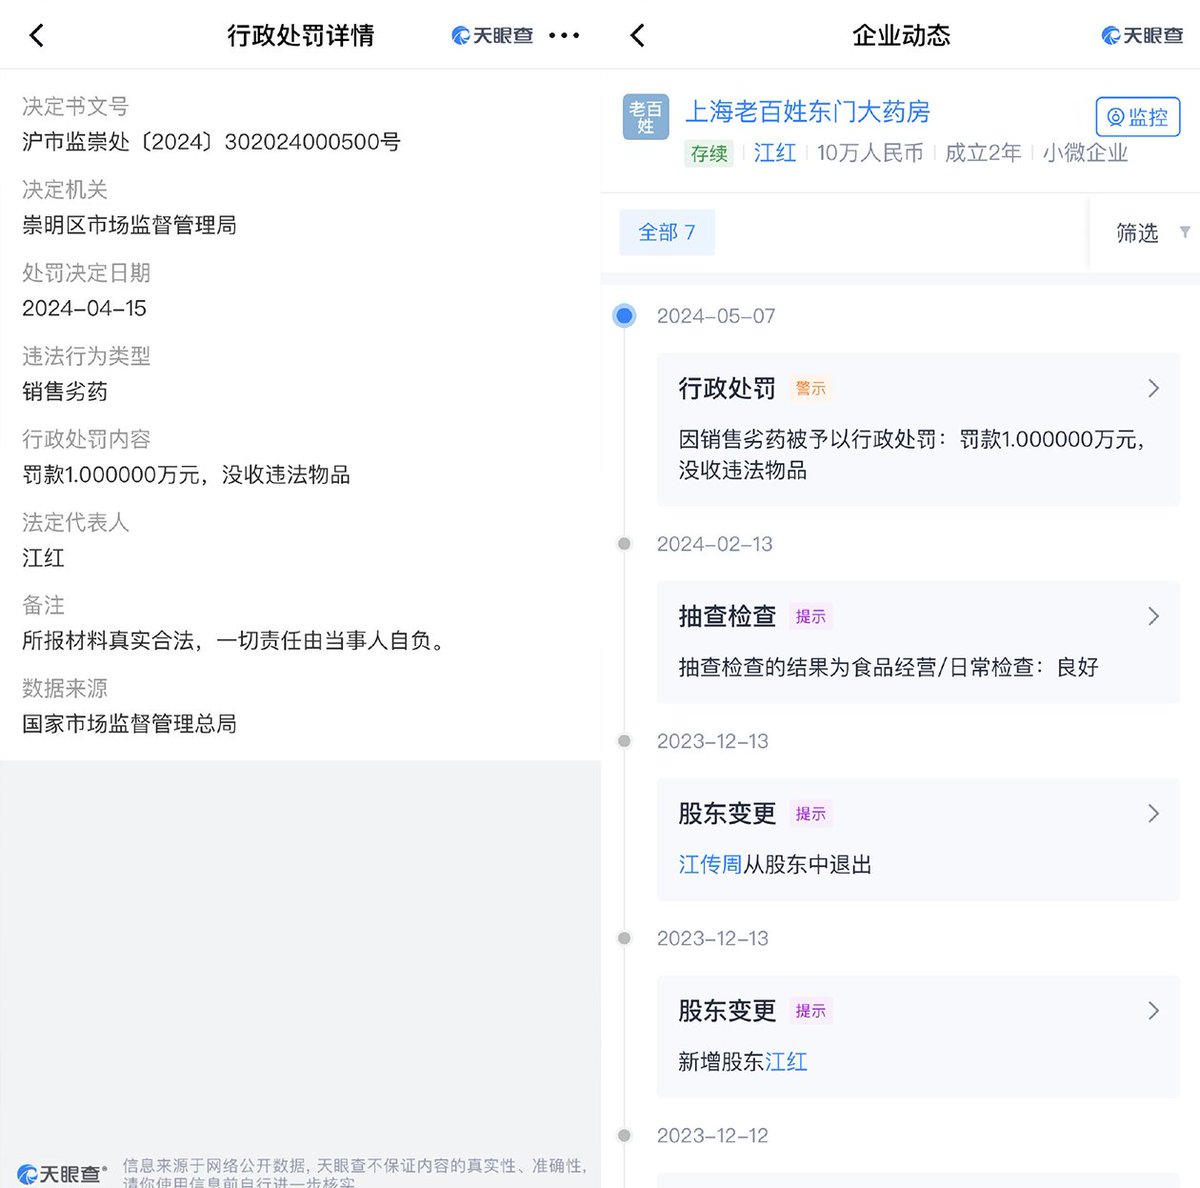 行政处罚详情
天眼查
决定书文号
沪市监崇处〔2024〕302024000500号
决定机关
崇明区市场监督管理局
处罚决定日期
2024-04-15
违法行为类型
销售劣药
行政处罚内容
罚款1.000000万元，没收违法物品
法定代表人
江红
备注
所报材料真实合法，一切责任由当事人自负。
数据来源
国家市场监督管理总局
天眼查
信息来源于网络公开数据，天眼查不保证内容的真实性、准确性，
请你使用信息前自行进一步核实
企业动态
天眼查
老百姓
上海老百姓东门大药房
监控
存续 江红 10万人民币 成立2年 小微企业
全部 7
筛选
2024-05-07
行政处罚 警示
因销售劣药被予以行政处罚：罚款1.000000万元，
没收违法物品
2024-02-13
抽查检查 提示
抽查检查的结果为食品经营/日常检查：良好
2023-12-13
股东变更 提示
江传周从股东中退出
2023-12-13
股东变更 提示
新增股东江红
2023-12-12